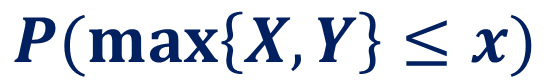 P(max{X, Y} ≤ x)